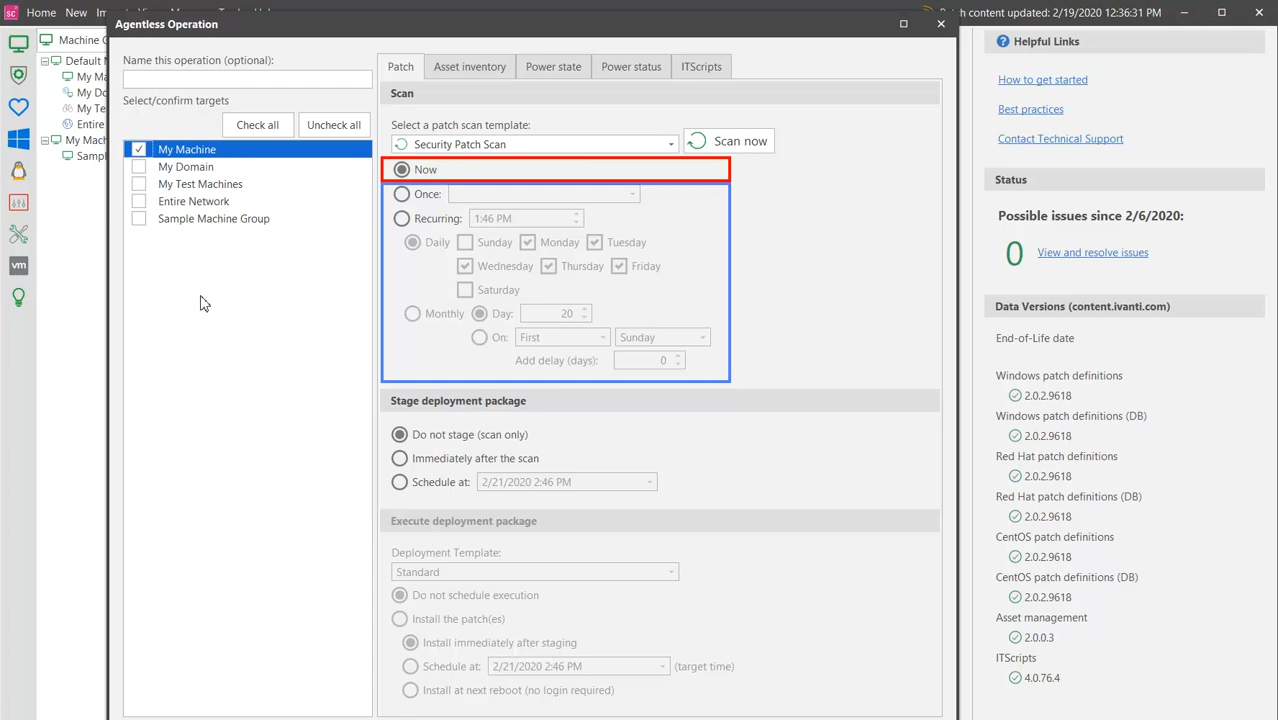 SC
Home
New
Agentless Operation
Patch content updated: 2/19/2020 12:36:31 PM
Machine
Default
My Ma
My Do
My Te
Entire
My Mach
Samp
vm
Name this operation (optional):
Select/confirm targets
Check all
Uncheck all
My Machine
My Domain
My Test Machines
Entire Network
Sample Machine Group
Patch
Asset inventory
Power state
Power status
ITScripts
Scan
Select a patch scan template:
Security Patch Scan
Scan now
Now
Once:
Recurring: 1:46 PM
Daily Sunday Monday Tuesday
Wednesday Thursday Friday
Saturday
Monthly Day: 20
On: First Sunday
Add delay (days): 0
Stage deployment package
Do not stage (scan only)
Immediately after the scan
Schedule at: 2/21/2020 2:46 PM
Execute deployment package
Deployment Template:
Standard
Do not schedule execution
Install the patch(es)
Install immediately after staging
Schedule at: 2/21/2020 2:46 PM (target time)
Install at next reboot (no login required)
Helpful Links
How to get started
Best practices
Contact Technical Support
Status
Possible issues since 2/6/2020:
0 View and resolve issues
Data Versions (content.ivanti.com)
End-of-Life date
Windows patch definitions
2.0.2.9618
Windows patch definitions (DB)
2.0.2.9618
Red Hat patch definitions
2.0.2.9618
Red Hat patch definitions (DB)
2.0.2.9618
CentOS patch definitions
2.0.2.9618
CentOS patch definitions (DB)
2.0.2.9618
Asset management
2.0.0.3
ITScripts
4.0.76.4